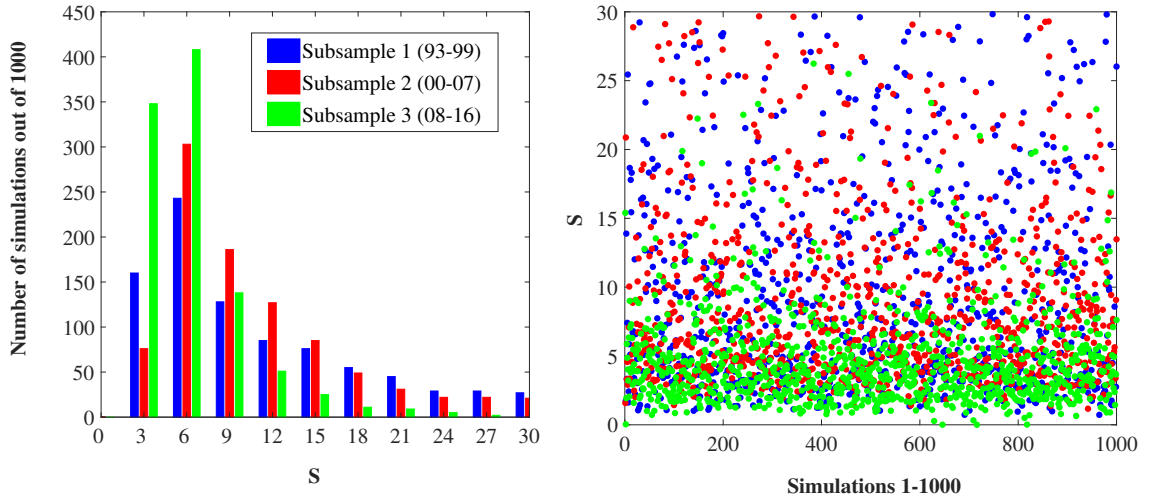 Number of simulations out of 1000
450
400
350
300
250
200
150
100
50
0
0 3 6 9 12 15 18 21 24 27 30
S
Subsample 1 (93-99)
Subsample 2 (00-07)
Subsample 3 (08-16)
S
30
25
20
15
10
5
0
0 200 400 600 800 1000
Simulations 1-1000